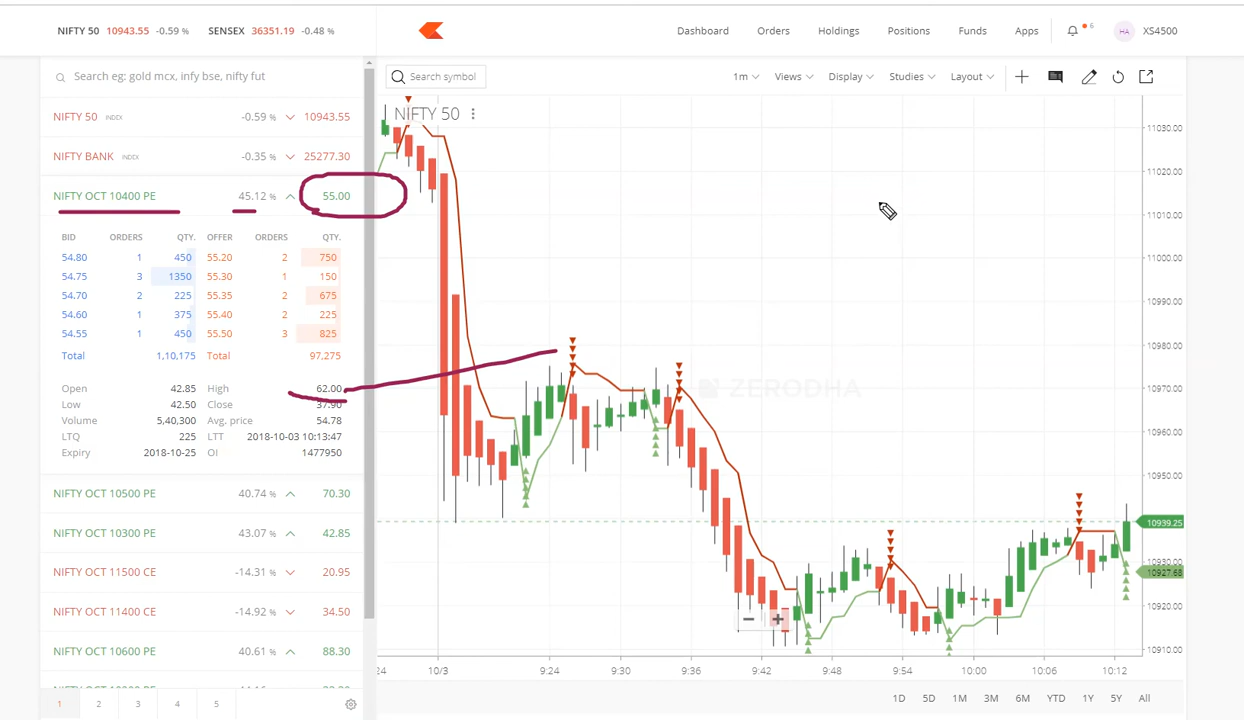 NIFTY 50 10943.55 -0.59 % SENSEX 36351.19 -0.48 %
Dashboard Orders Holdings Positions Funds Apps 6 HA XS4500
Search eg: gold mcx, infy bse, nifty fut
Search symbol 1m Views Display Studies Layout
NIFTY 50 INDEX -0.59 % 10943.55
NIFTY BANK INDEX -0.35 % 25277.30
NIFTY OCT 10400 PE 45.12 % 55.00
BID ORDERS QTY. OFFER ORDERS QTY.
54.80 1 450 55.20 2 750
54.75 3 1350 55.30 1 150
54.70 2 225 55.35 2 675
54.60 1 375 55.40 2 225
54.55 1 450 55.50 3 825
Total 1,10,175 Total 97,275
Open 42.85 High 62.00
Low 42.50 Close 37.90
Volume 5,40,300 Avg. price 54.78
LTQ 225 LTT 2018-10-03 10:13:47
Expiry 2018-10-25 OI 1477950
NIFTY OCT 10500 PE 40.74 % 70.30
NIFTY OCT 10300 PE 43.07 % 42.85
NIFTY OCT 11500 CE -14.31 % 20.95
NIFTY OCT 11400 CE -14.92 % 34.50
NIFTY OCT 10600 PE 40.61 % 88.30
1 2 3 4 5
NIFTY 50
ZERODHA
11030.00
11020.00
11010.00
11000.00
10990.00
10980.00
10970.00
10960.00
10950.00
10939.25
10930.00
10927.68
10920.00
10910.00
24 10/3 9:24 9:30 9:36 9:42 9:48 9:54 10:00 10:06 10:12
1D 5D 1M 3M 6M YTD 1Y 5Y All